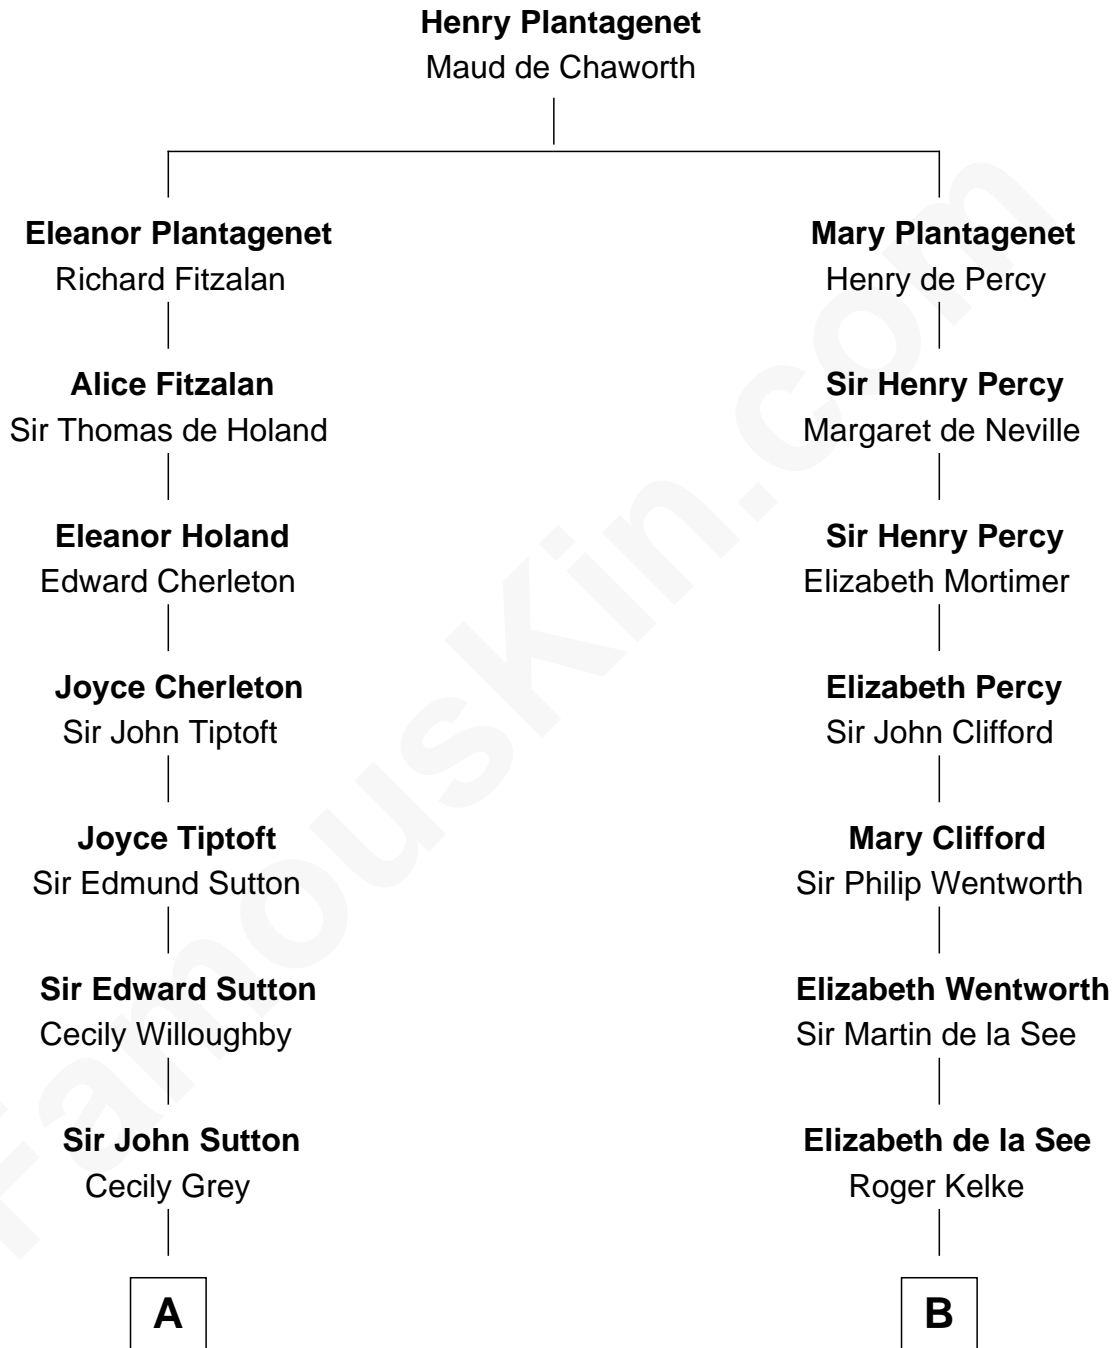 Henry Plantagenet
Maud de Chaworth
Eleanor Plantagenet
Richard Fitzalan
Mary Plantagenet
Henry de Percy
Alice Fitzalan
Sir Thomas de Holand
Sir Henry Percy
Margaret de Neville
Eleanor Holand
Edward Cherleton
Sir Henry Percy
Elizabeth Mortimer
Joyce Cherleton
Sir John Tiptoft
Elizabeth Percy
Sir John Clifford
Joyce Tiptoft
Sir Edmund Sutton
Mary Clifford
Sir Philip Wentworth
Sir Edward Sutton
Cecily Willoughby
Elizabeth Wentworth
Sir Martin de la See
Sir John Sutton
Cecily Grey
Elizabeth de la See
Roger Kelke
A
B
FamousKin.com